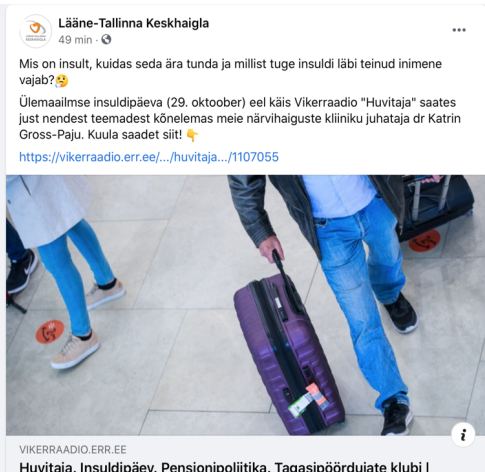 Lääne-Tallinna Keskhaigla
49 min ·
Mis on insult, kuidas seda ära tunda ja millist tuge insuldi läbi teinud inimene
vajab?🤔
Ülemaailmse insuldipäeva (29. oktoober) eel käis Vikerraadio "Huvitaja" saates
just nendest teemadest kõnelemas meie närvihaiguste kliiniku juhataja dr Katrin
Gross-Paju. Kuula saadet siit! 👇
https://vikerraadio.err.ee/.../huvitaja.../1107055
VIKERRAADIO.ERR.EE
Huvitaja. Insuldipäev. Pensionipoliitika. Tagasipöördujate klubi |